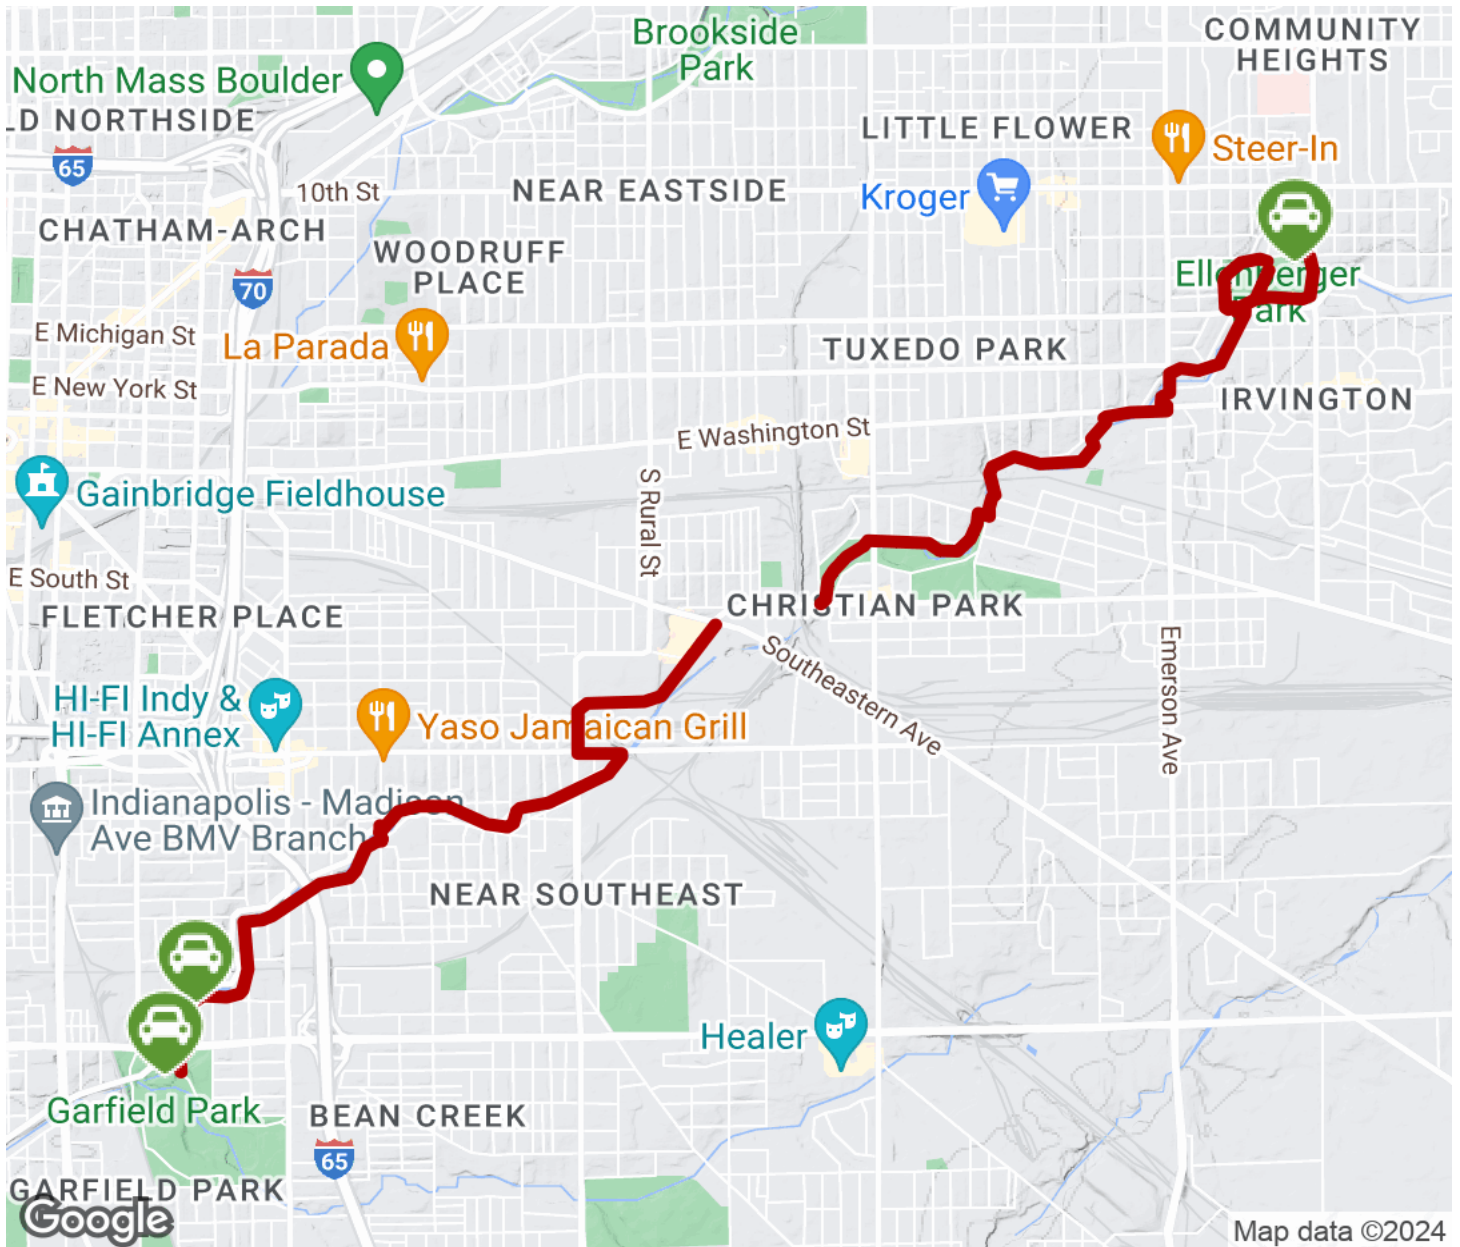 COMMUNITY
HEIGHTS
Brookside
Park
North Mass Boulder
LD NORTHSIDE
LITTLE FLOWER
Steer-In
65
10th St
NEAR EASTSIDE
Kroger
CHATHAM-ARCH
WOODRUFF
PLACE
70
Ellenberger
Park
E Michigan St
La Parada
TUXEDO PARK
E New York St
IRVINGTON
E Washington St
Gainbridge Fieldhouse
S Rural St
E South St
FLETCHER PLACE
CHRISTIAN PARK
Southeastern Ave
Emerson Ave
HI-FI Indy &
HI-FI Annex
Yaso Jamaican Grill
Indianapolis - Madison
Ave BMV Branch
NEAR SOUTHEAST
Healer
Garfield Park
BEAN CREEK
65
GARFIELD PARK
Google
Map data ©2024